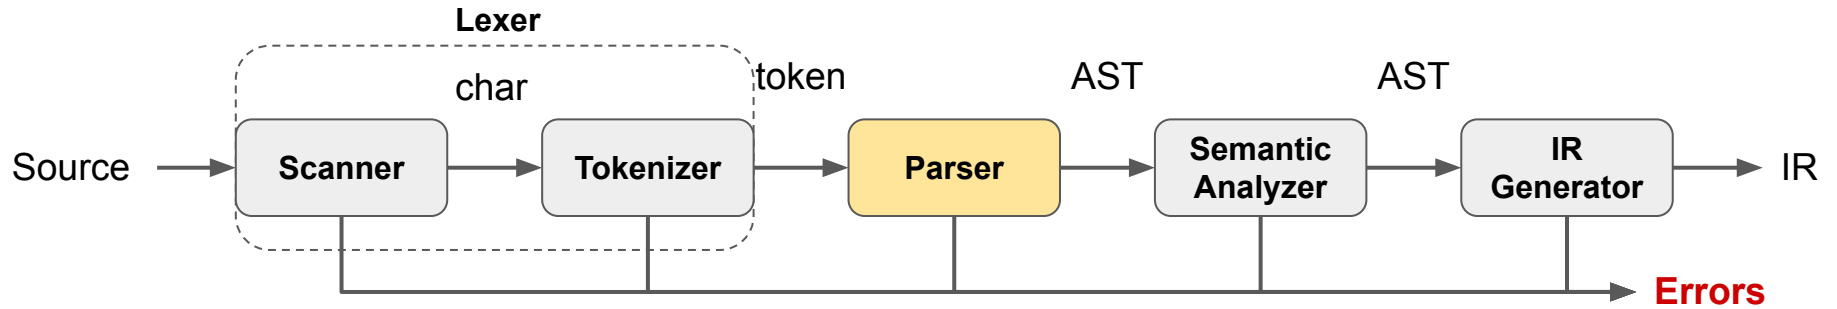 Lexer
char
token
AST
AST
Source
Scanner
Tokenizer
Parser
Semantic
Analyzer
IR
Generator
IR
Errors